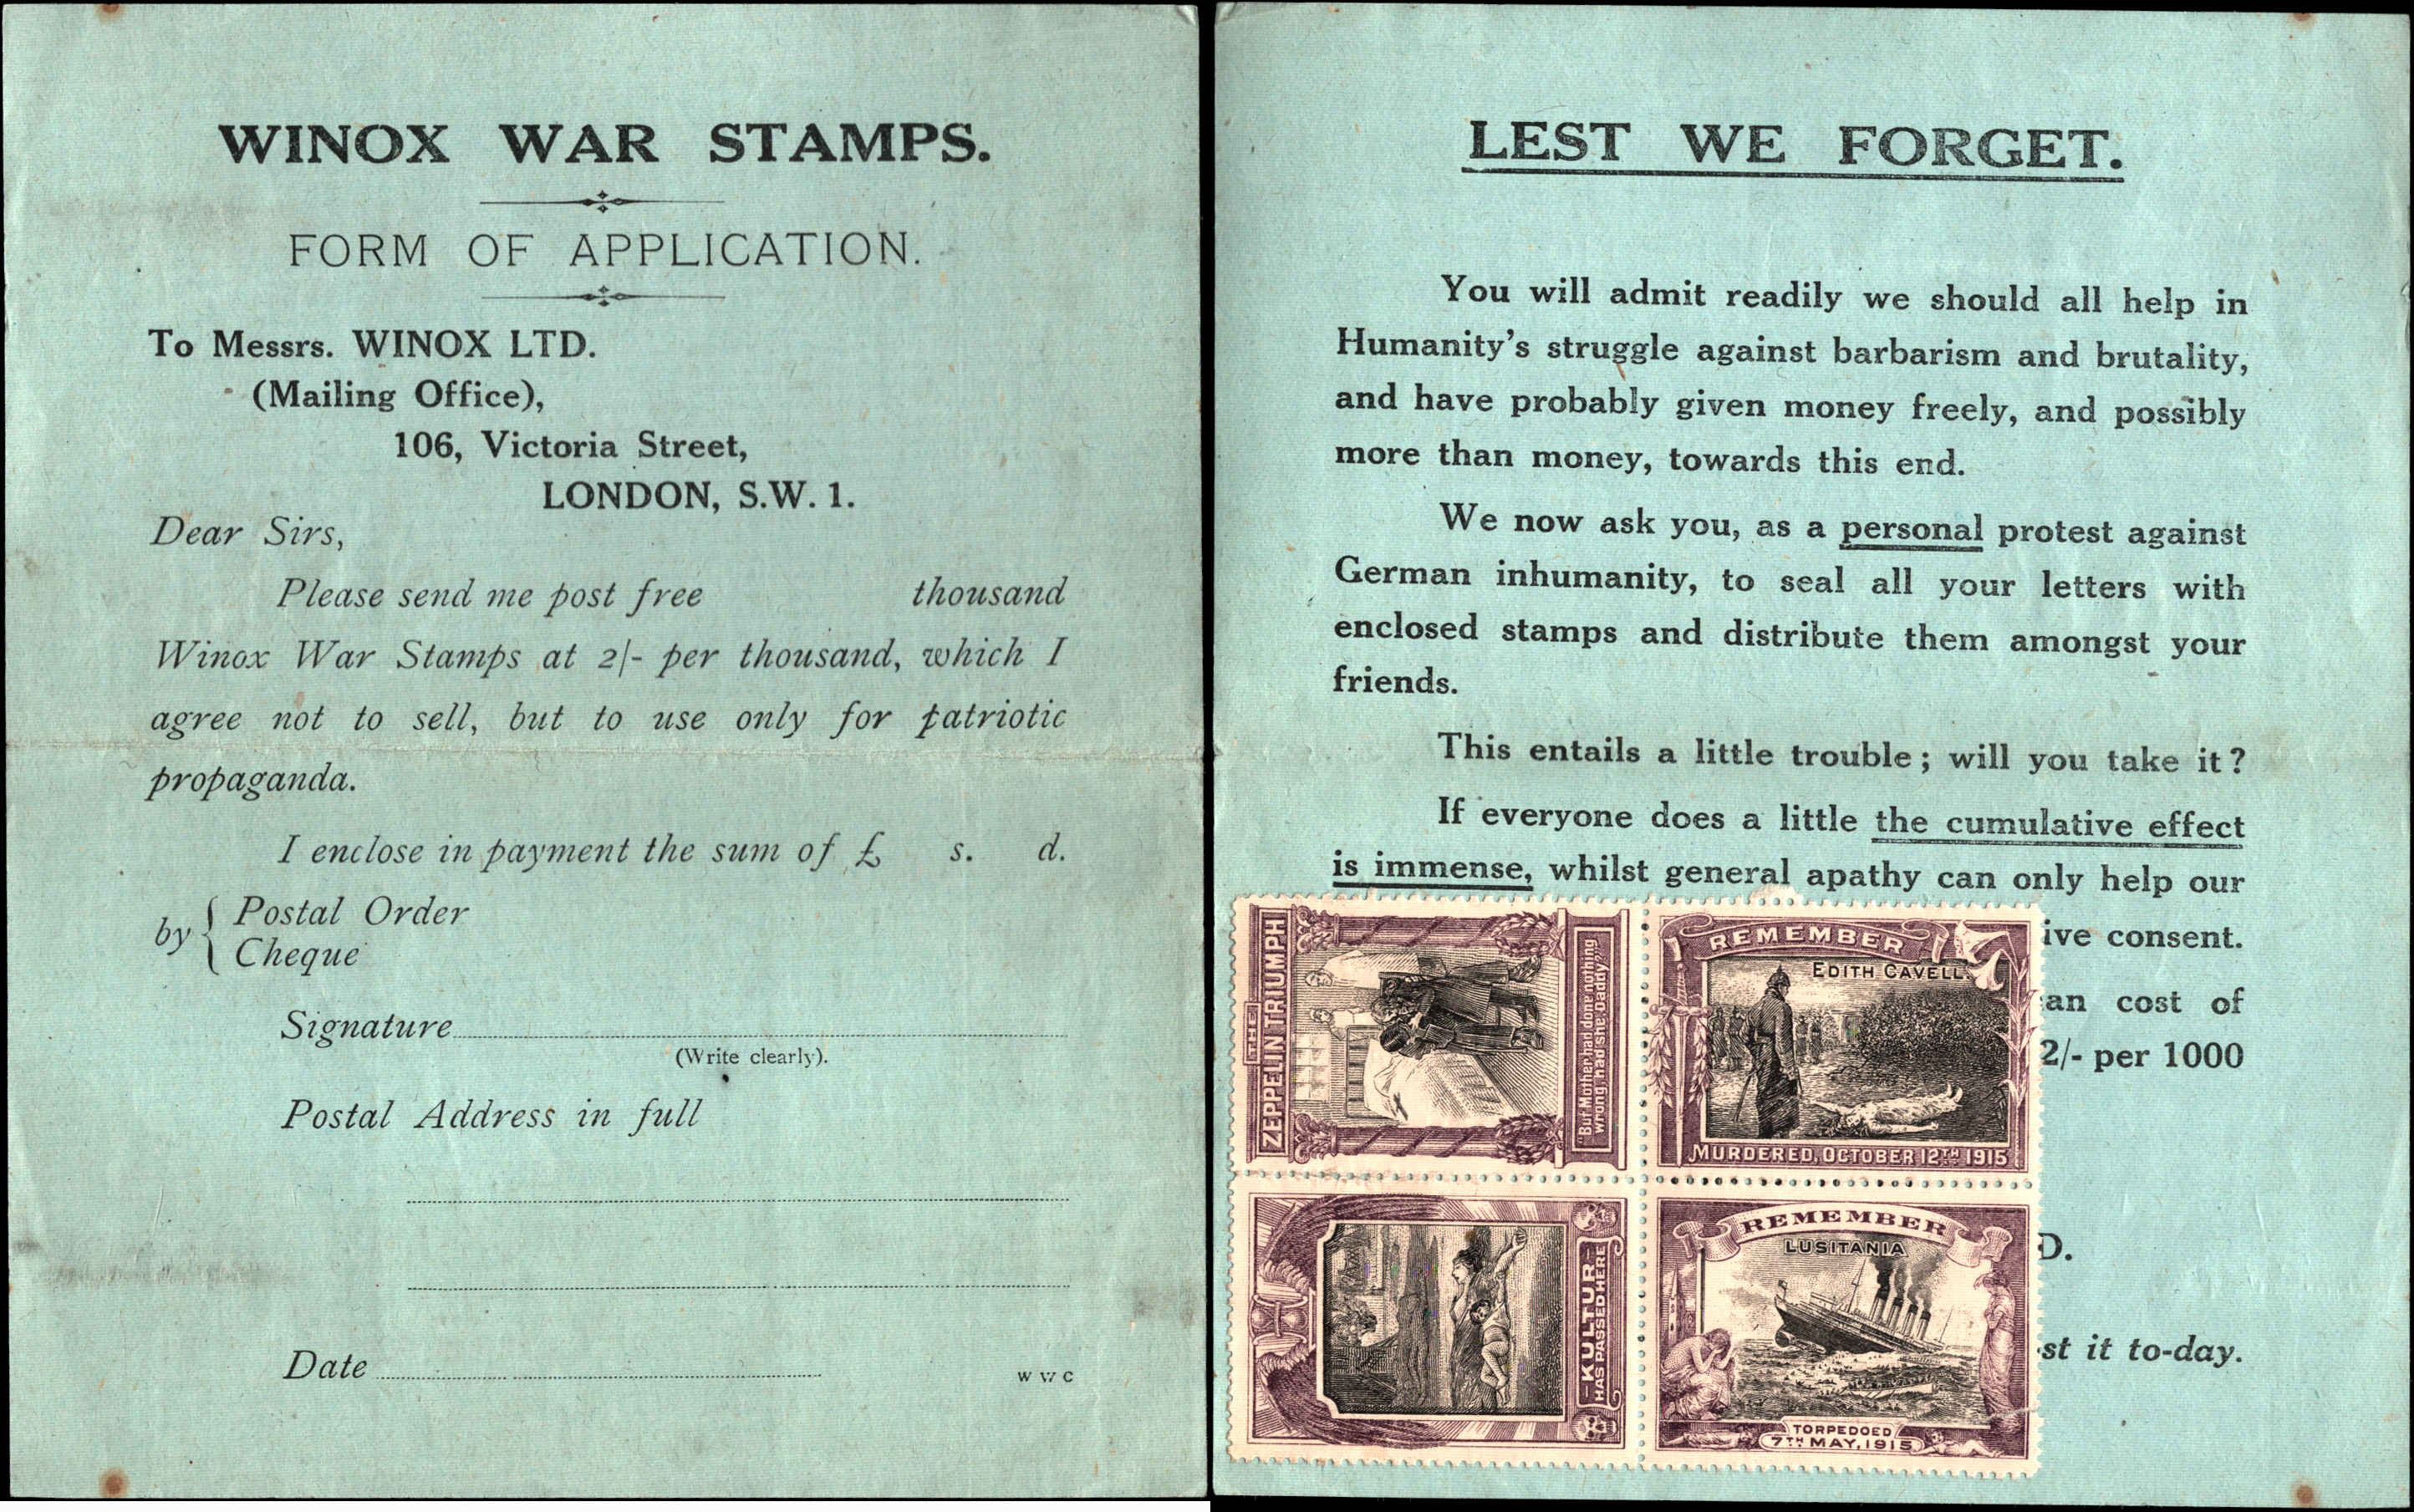 WINOX WAR STAMPS.
FORM OF APPLICATION.
To Messrs. WINOX LTD.
(Mailing Office),
106, Victoria Street,
LONDON, S.W. 1.
Dear Sirs,
Please send me post free thousand
Winox War Stamps at 2/- per thousand, which I
agree not to sell, but to use only for patriotic
propaganda.
I enclose in payment the sum of £ s. d.
by { Postal Order
Cheque
Signature
(Write clearly).
Postal Address in full
Date
W W C
LEST WE FORGET.
You will admit readily we should all help in
Humanity's struggle against barbarism and brutality,
and have probably given money freely, and possibly
more than money, towards this end.
We now ask you, as a personal protest against
German inhumanity, to seal all your letters with
enclosed stamps and distribute them amongst your
friends.
This entails a little trouble; will you take it?
If everyone does a little the cumulative effect
is immense, whilst general apathy can only help our
ive consent.
an cost of
2/- per 1000
D.
st it to-day.
THE
ZEPPELIN TRIUMPH
"But Mother had done nothing
wrong, had she, Daddy?"
REMEMBER
EDITH CAVELL.
MURDERED, OCTOBER 12TH 1915
KULTUR
HAS PASSED HERE
REMEMBER
LUSITANIA
TORPEDOED
7TH MAY, 1915